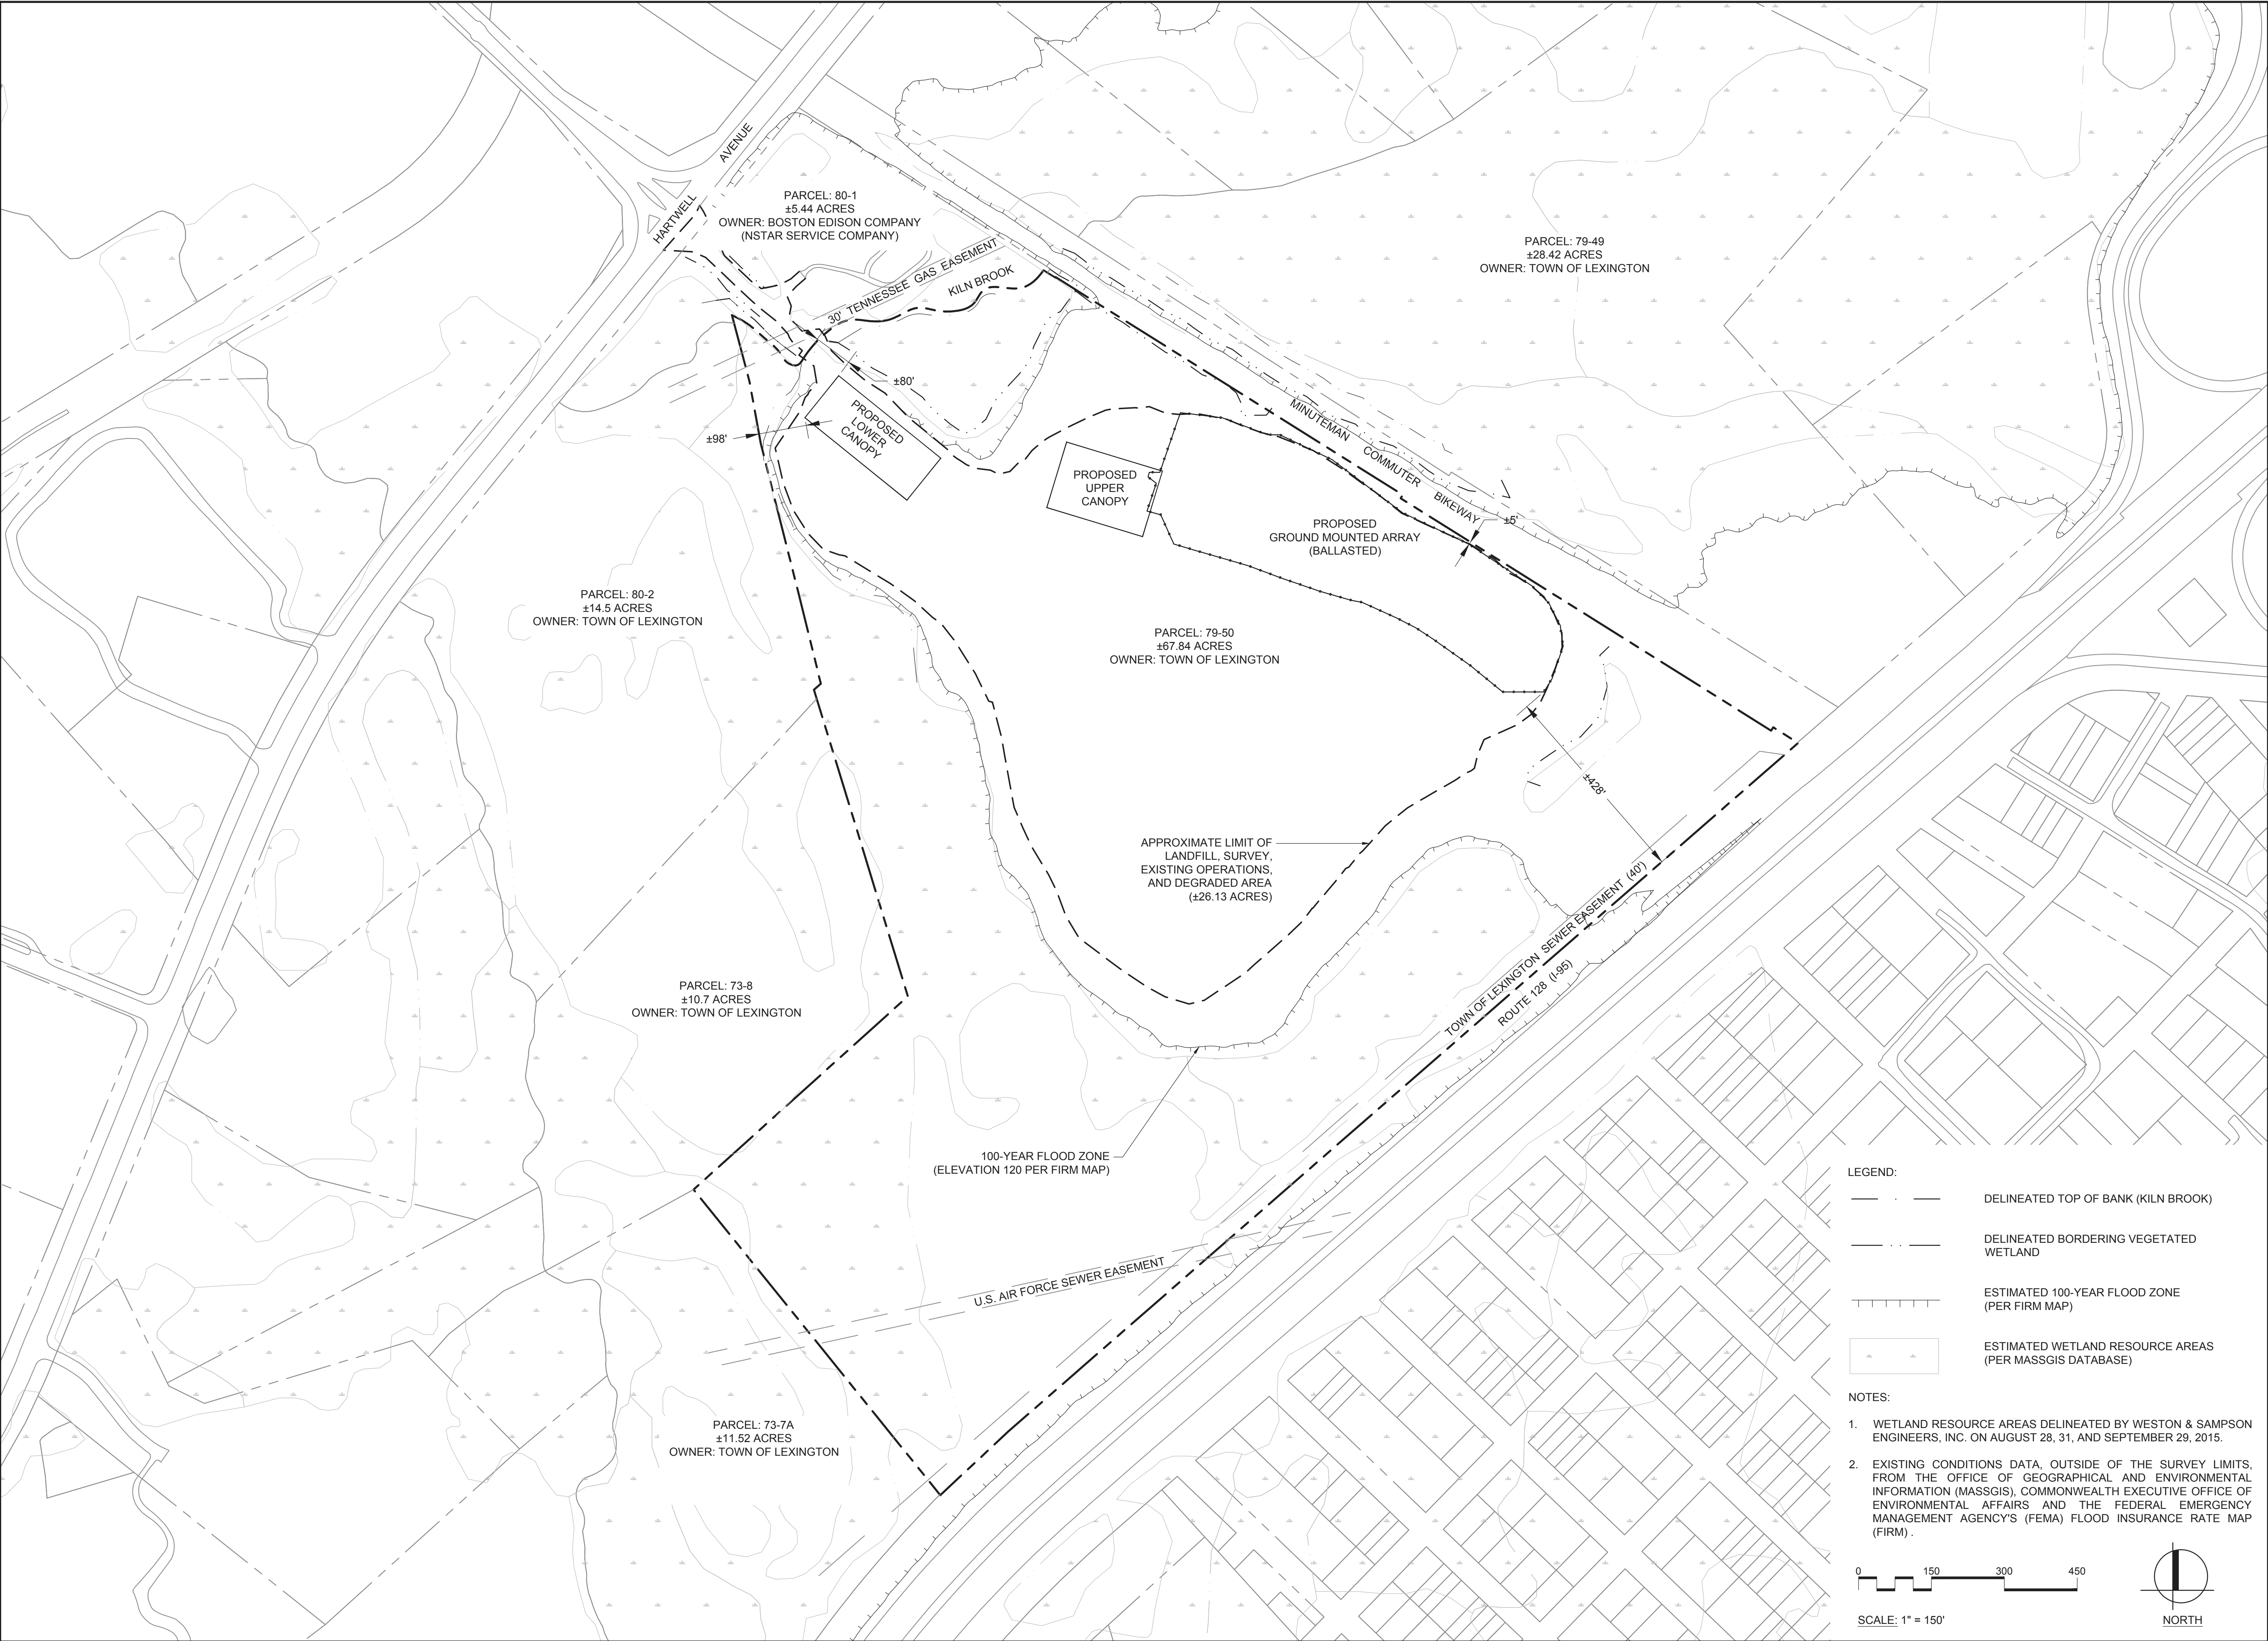 HARTWELL
AVENUE
PARCEL: 80-1
±5.44 ACRES
OWNER: BOSTON EDISON COMPANY
(NSTAR SERVICE COMPANY)
30' TENNESSEE GAS EASEMENT
KILN BROOK
PARCEL: 79-49
±28.42 ACRES
OWNER: TOWN OF LEXINGTON
±80'
±98'
PROPOSED
LOWER
CANOPY
PROPOSED
UPPER
CANOPY
MINUTEMAN COMMUTER BIKEWAY
±5'
PROPOSED
GROUND MOUNTED ARRAY
(BALLASTED)
PARCEL: 80-2
±14.5 ACRES
OWNER: TOWN OF LEXINGTON
PARCEL: 79-50
±67.84 ACRES
OWNER: TOWN OF LEXINGTON
±428'
APPROXIMATE LIMIT OF
LANDFILL, SURVEY,
EXISTING OPERATIONS,
AND DEGRADED AREA
(±26.13 ACRES)
TOWN OF LEXINGTON SEWER EASEMENT (40')
ROUTE 128 (I-95)
PARCEL: 73-8
±10.7 ACRES
OWNER: TOWN OF LEXINGTON
100-YEAR FLOOD ZONE
(ELEVATION 120 PER FIRM MAP)
U.S. AIR FORCE SEWER EASEMENT
PARCEL: 73-7A
±11.52 ACRES
OWNER: TOWN OF LEXINGTON
LEGEND:
DELINEATED TOP OF BANK (KILN BROOK)
DELINEATED BORDERING VEGETATED
WETLAND
ESTIMATED 100-YEAR FLOOD ZONE
(PER FIRM MAP)
ESTIMATED WETLAND RESOURCE AREAS
(PER MASSGIS DATABASE)
NOTES:
1. WETLAND RESOURCE AREAS DELINEATED BY WESTON & SAMPSON
ENGINEERS, INC. ON AUGUST 28, 31, AND SEPTEMBER 29, 2015.
2. EXISTING CONDITIONS DATA, OUTSIDE OF THE SURVEY LIMITS,
FROM THE OFFICE OF GEOGRAPHICAL AND ENVIRONMENTAL
INFORMATION (MASSGIS), COMMONWEALTH EXECUTIVE OFFICE OF
ENVIRONMENTAL AFFAIRS AND THE FEDERAL EMERGENCY
MANAGEMENT AGENCY'S (FEMA) FLOOD INSURANCE RATE MAP
(FIRM) .
0 150 300 450
SCALE: 1" = 150'
NORTH